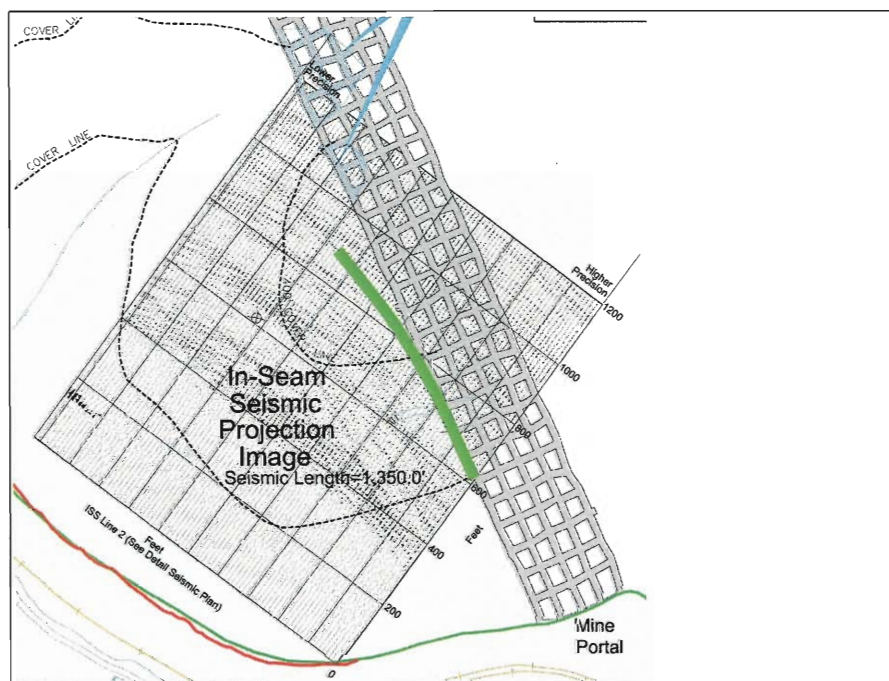 COVER
Lower
Precision
COVER LINE
Higher
Precision
1200
1000
COVER
800
In-Seam
Seismic
Projection
Image
Seismic Length=1,350.0'
600
Feet
400
Feet
ISS Line 2 (See Detail Seismic Plan)
200
Mine
Portal
0